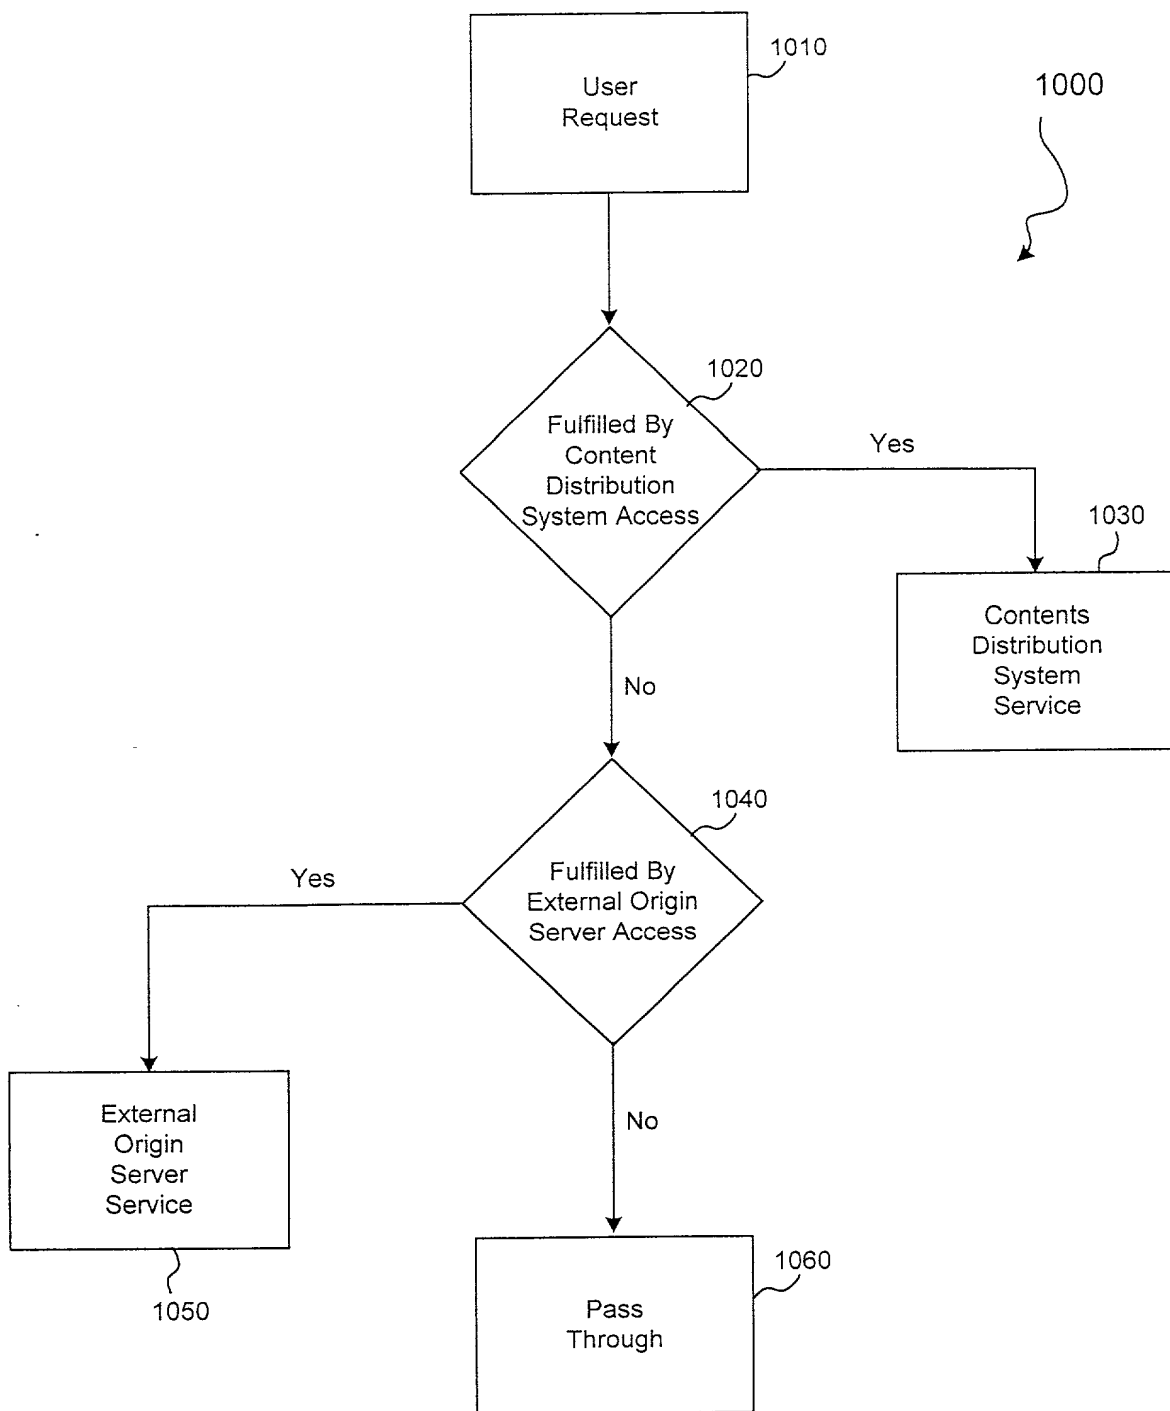 1010
User
Request
1000
1020
Fulfilled By
Content
Distribution
System Access
Yes
1030
Contents
Distribution
System
Service
No
1040
Fulfilled By
External Origin
Server Access
Yes
External
Origin
Server
Service
1050
No
1060
Pass
Through